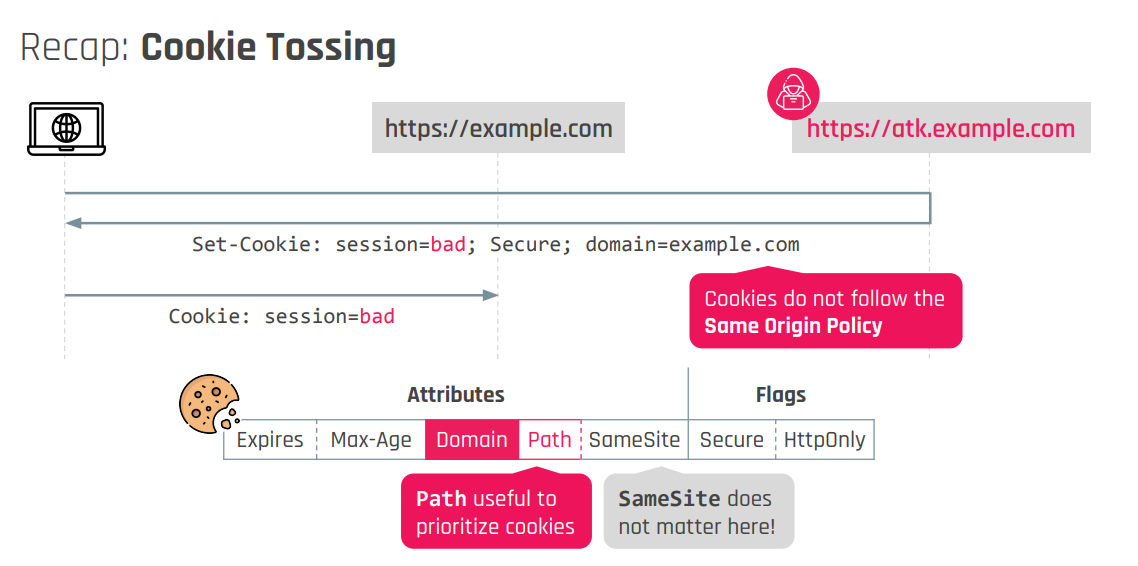 Recap: Cookie Tossing
https://example.com
https://atk.example.com
Set-Cookie: session=bad; Secure; domain=example.com
Cookies do not follow the
Same Origin Policy
Cookie: session=bad
Attributes
Flags
Expires
Max-Age
Domain
Path
SameSite
Secure
HttpOnly
Path useful to
prioritize cookies
SameSite does
not matter here!